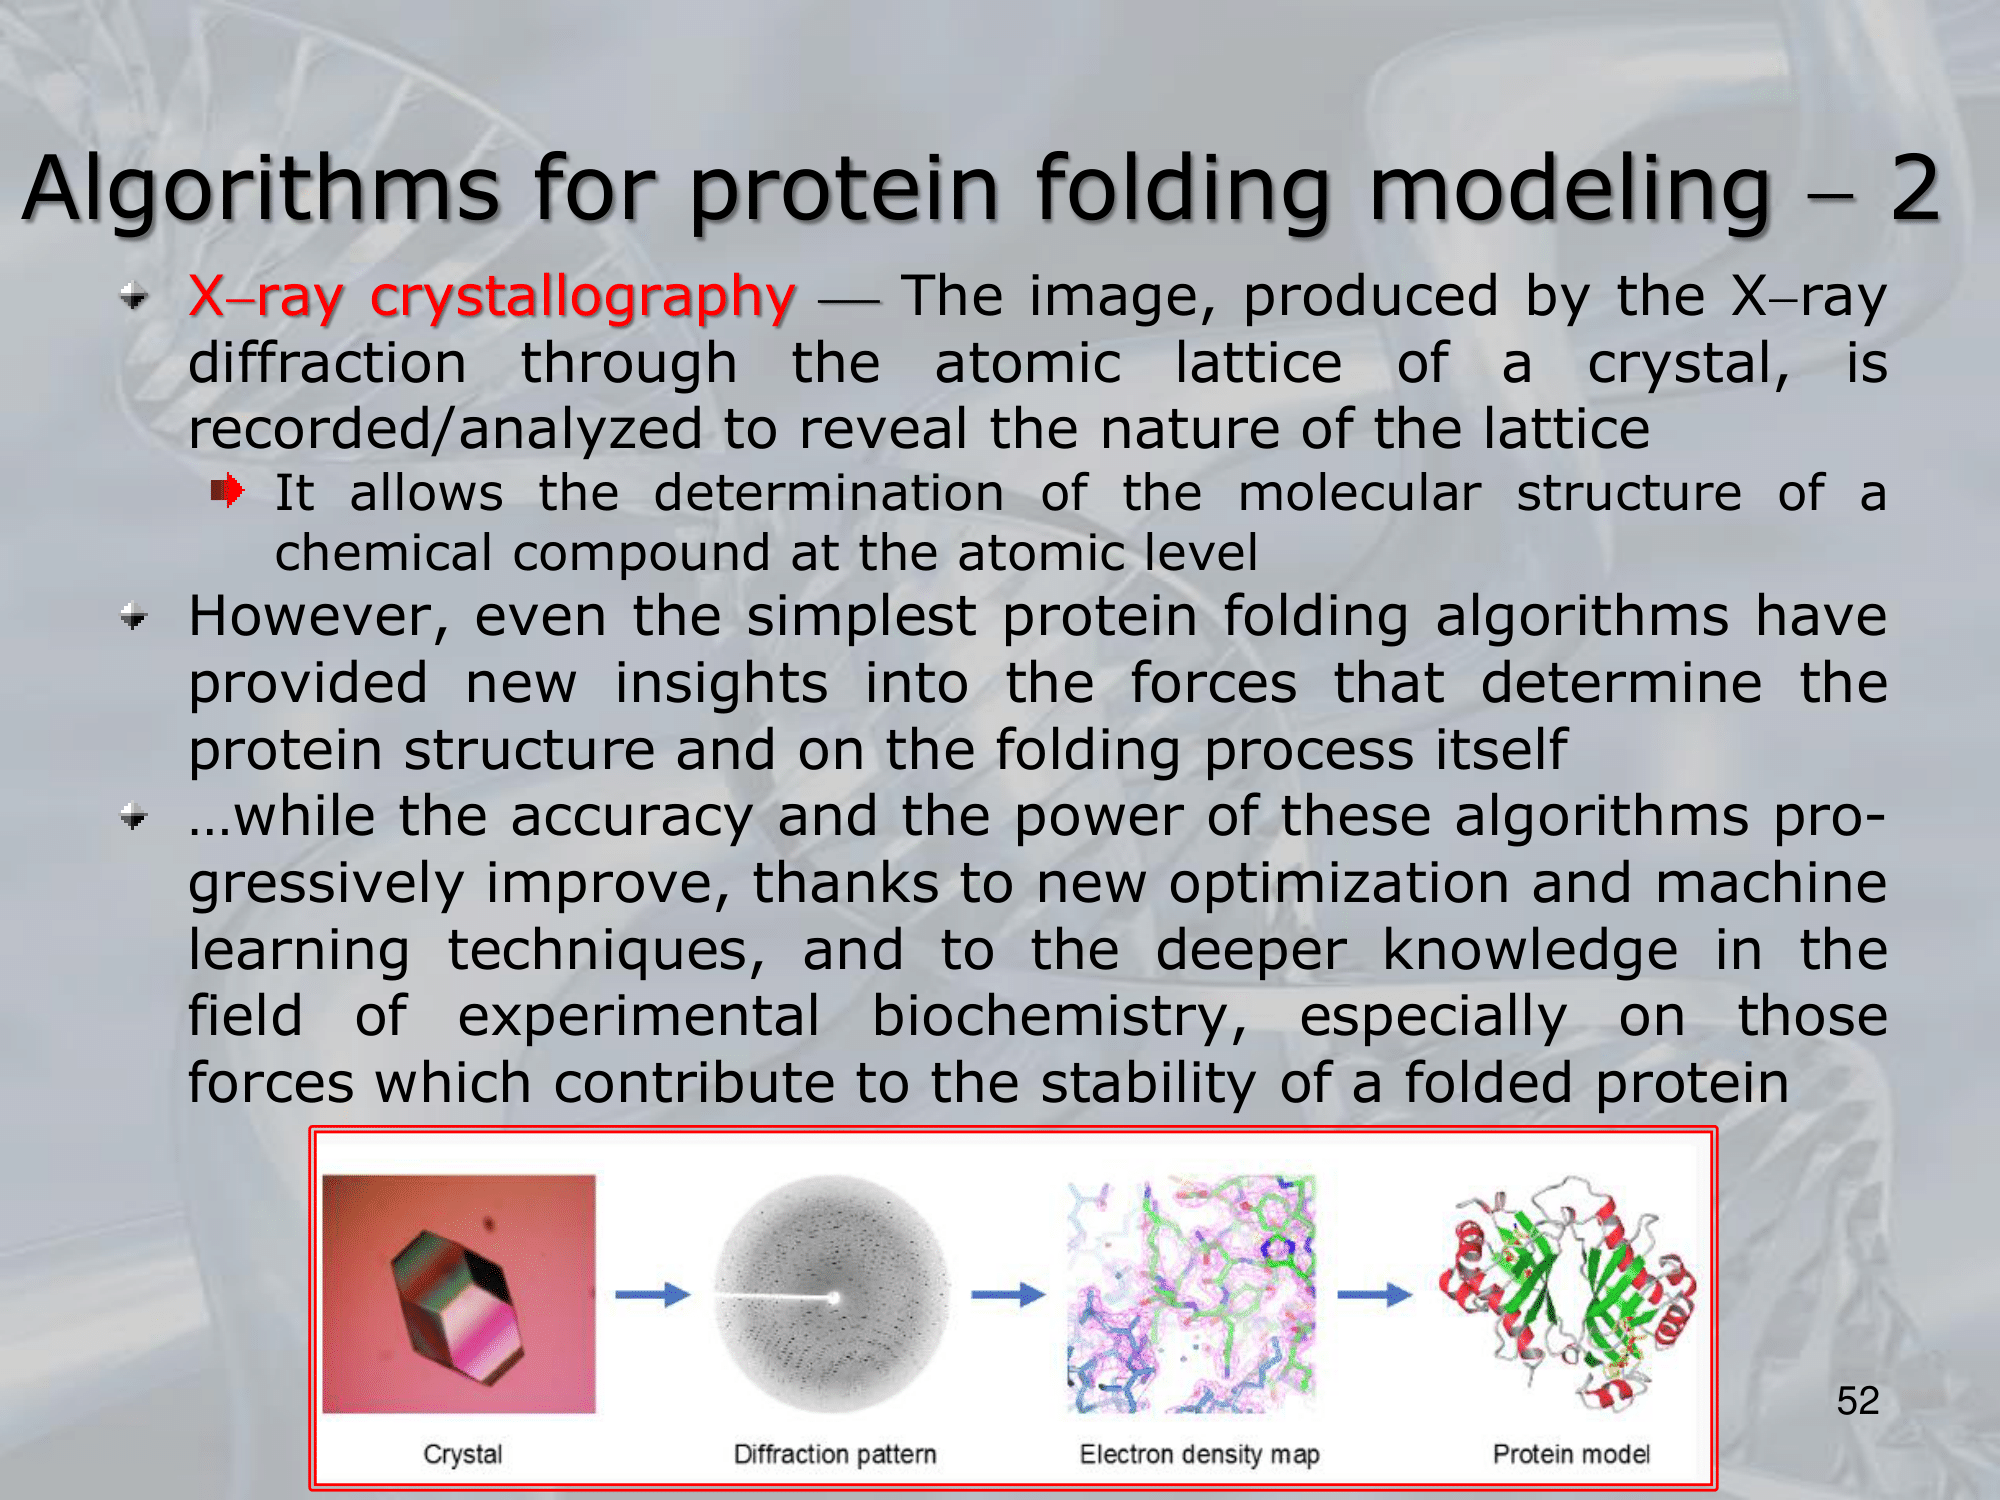 Algorithms for protein folding modeling – 2
X–ray crystallography — The image, produced by the X–ray
diffraction through the atomic lattice of a crystal, is
recorded/analyzed to reveal the nature of the lattice
It allows the determination of the molecular structure of a
chemical compound at the atomic level
However, even the simplest protein folding algorithms have
provided new insights into the forces that determine the
protein structure and on the folding process itself
…while the accuracy and the power of these algorithms pro-
gressively improve, thanks to new optimization and machine
learning techniques, and to the deeper knowledge in the
field of experimental biochemistry, especially on those
forces which contribute to the stability of a folded protein
Crystal
Diffraction pattern
Electron density map
Protein model
52